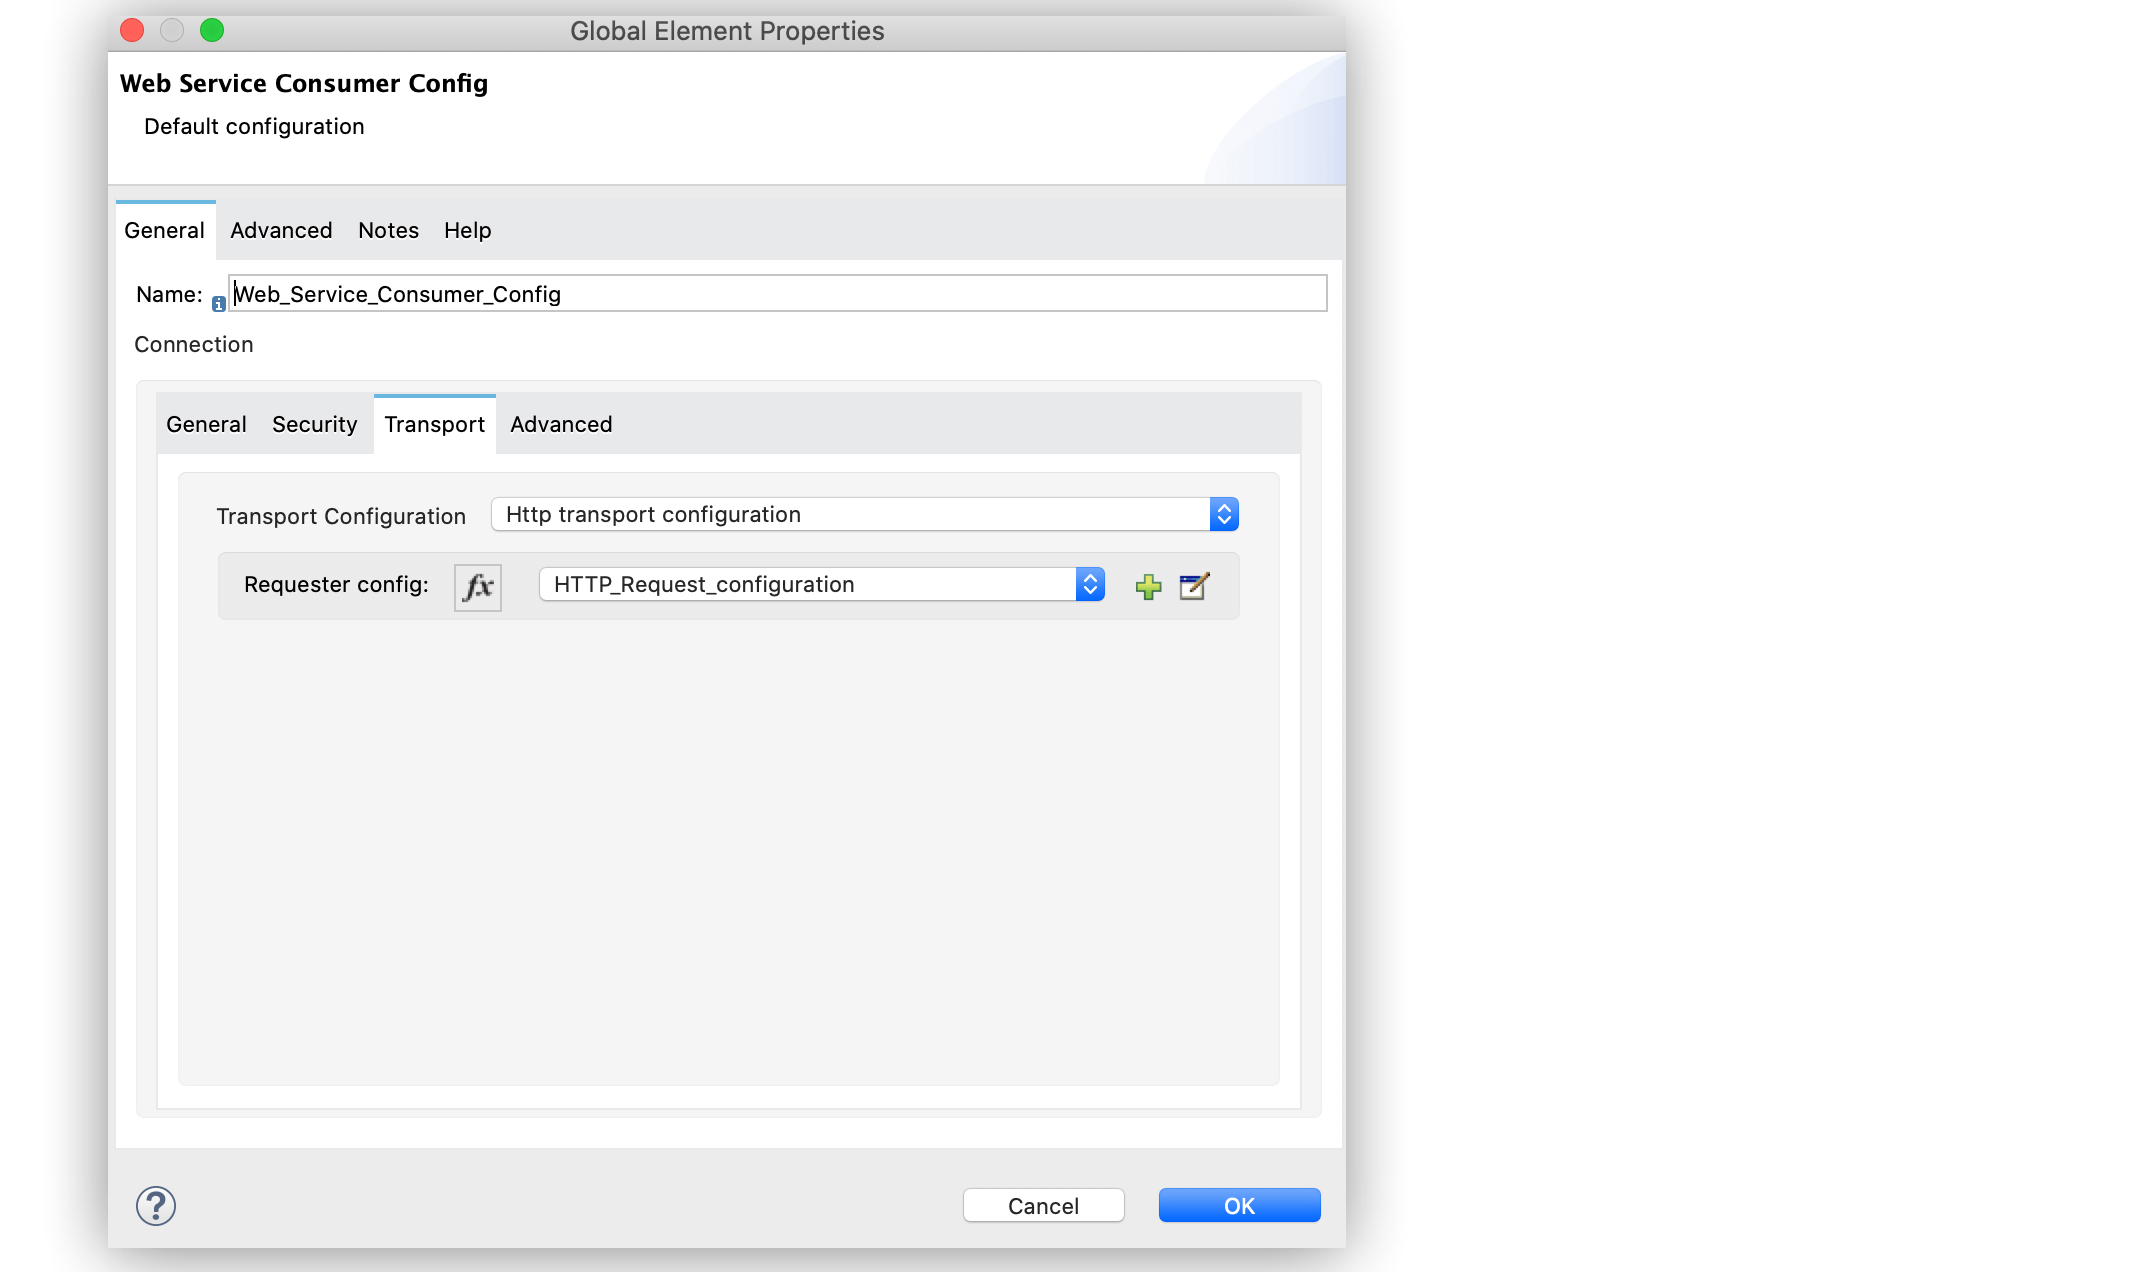 Global Element Properties
Web Service Consumer Config
Default configuration
General Advanced Notes Help
Name: Web_Service_Consumer_Config
Connection
General Security Transport Advanced
Transport Configuration Http transport configuration
Requester config: fx HTTP_Request_configuration
? Cancel OK